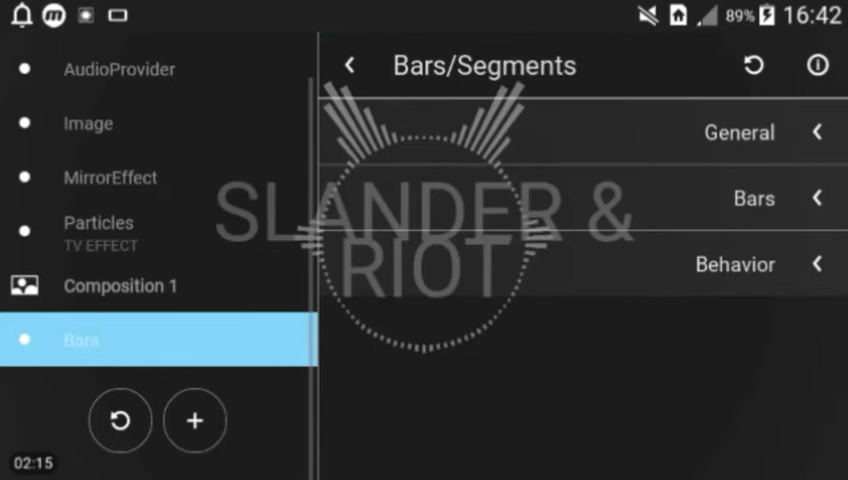 89% 16:42
AudioProvider
Image
MirrorEffect
Particles
TV EFFECT
Composition 1
Bars
02:15
Bars/Segments
General
Bars
Behavior
SLANDER &
RIOT